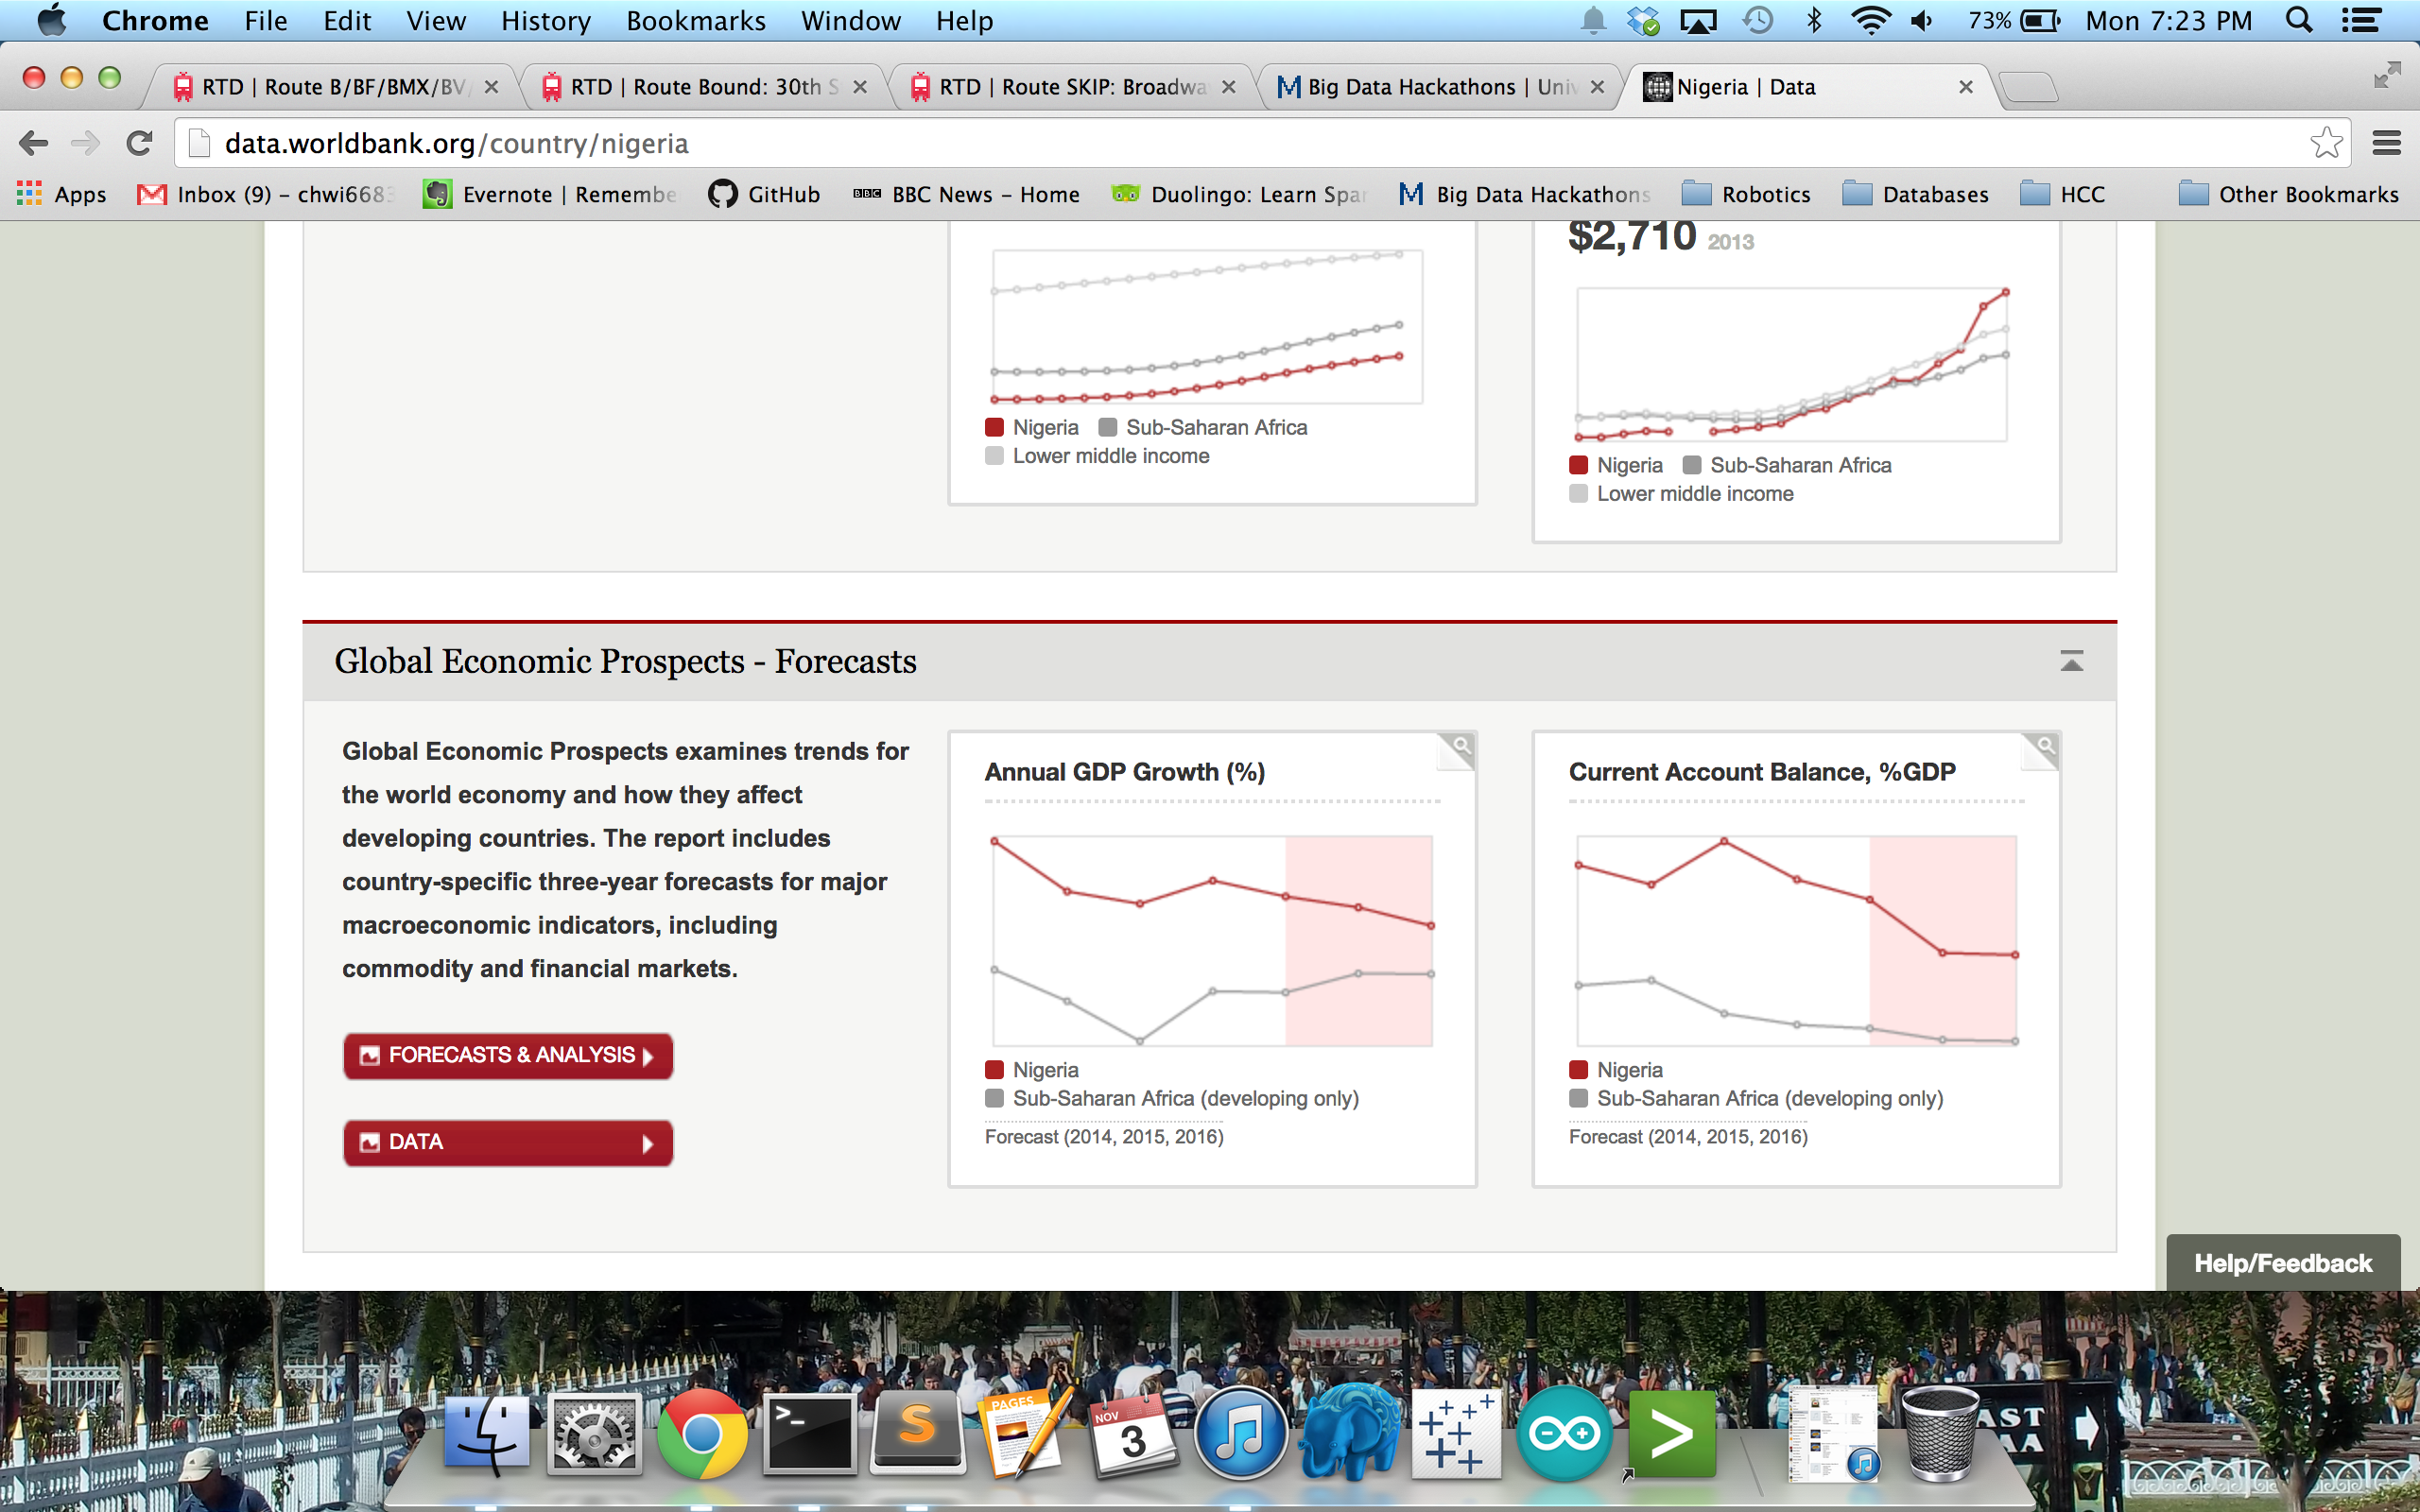 Chrome File Edit View History Bookmarks Window Help 73% Mon 7:23 PM
RTD | Route B/BF/BMX/BV/ RTD | Route Bound: 30th S RTD | Route SKIP: Broadwa Big Data Hackathons | Univ Nigeria | Data
data.worldbank.org/country/nigeria
Apps Inbox (9) – chwi6683 Evernote | Remembe GitHub BBC BBC News – Home Duolingo: Learn Spa Big Data Hackathons Robotics Databases HCC Other Bookmarks
$2,710 2013
Nigeria Sub-Saharan Africa
Lower middle income
Nigeria Sub-Saharan Africa
Lower middle income
Global Economic Prospects - Forecasts
Global Economic Prospects examines trends for
the world economy and how they affect
developing countries. The report includes
country-specific three-year forecasts for major
macroeconomic indicators, including
commodity and financial markets.
FORECASTS & ANALYSIS
DATA
Annual GDP Growth (%)
Nigeria
Sub-Saharan Africa (developing only)
Forecast (2014, 2015, 2016)
Current Account Balance, %GDP
Nigeria
Sub-Saharan Africa (developing only)
Forecast (2014, 2015, 2016)
Help/Feedback
>_
S
PAGES
NOV
3
AST